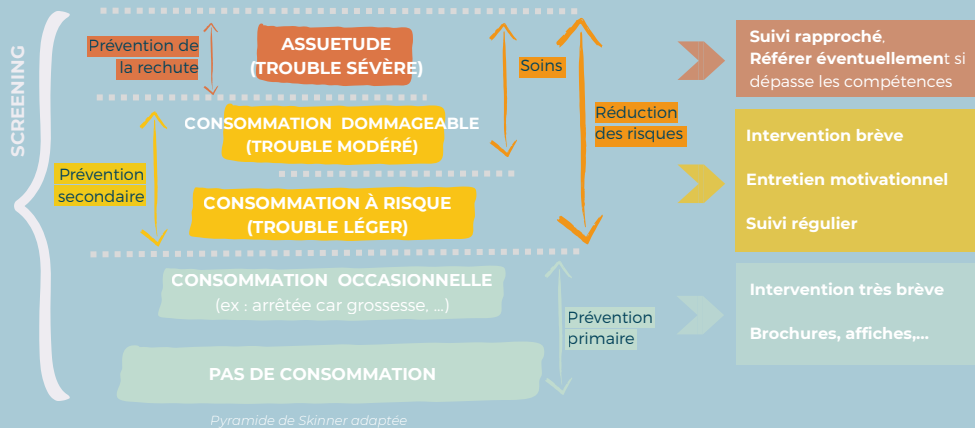 SCREENING
Prévention de
la rechute
ASSUETUDE
(TROUBLE SÉVÈRE)
Soins
Réduction
des risques
Suivi rapproché,
Référer éventuellement si
dépasse les compétences
CONSOMMATION DOMMAGEABLE
(TROUBLE MODÉRÉ)
Prévention
secondaire
CONSOMMATION À RISQUE
(TROUBLE LÉGER)
Intervention brève
Entretien motivationnel
Suivi régulier
CONSOMMATION OCCASIONNELLE
(ex : arrêtée car grossesse, ...)
Prévention
primaire
PAS DE CONSOMMATION
Intervention très brève
Brochures, affiches,...
Pyramide de Skinner adaptée